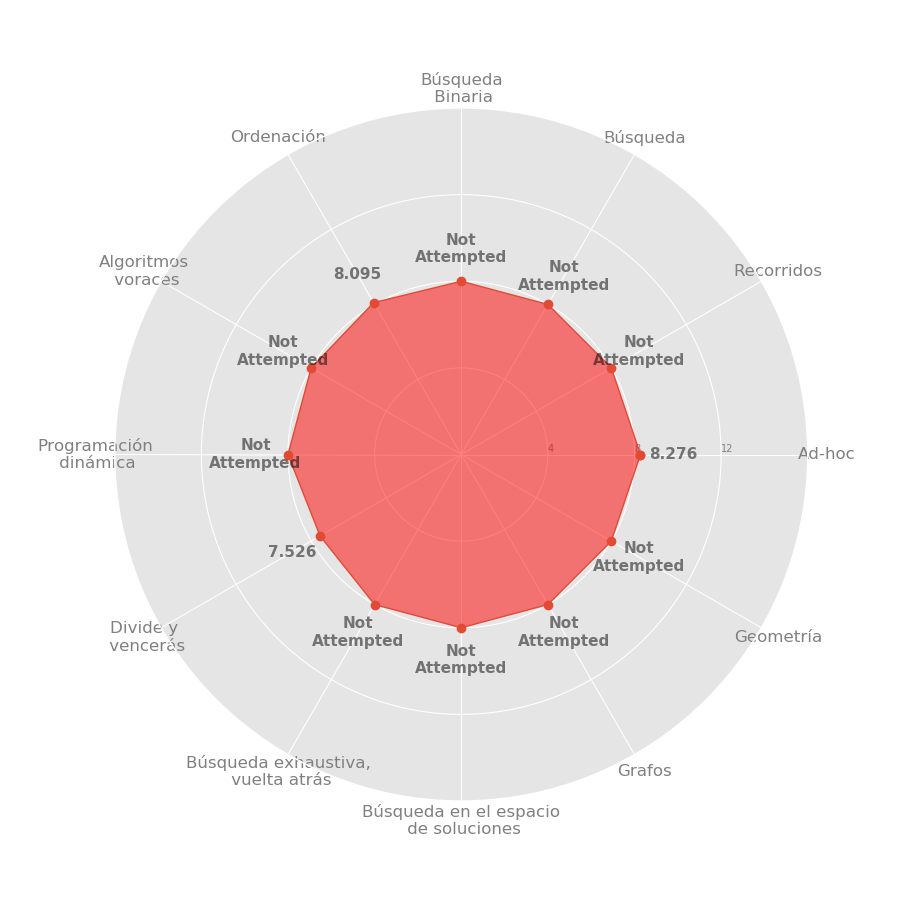 Búsqueda
Binaria
Ordenación
Búsqueda
Not
Attempted
Algoritmos
voraces
8.095
Not
Attempted
Recorridos
Not
Attempted
Not
Attempted
Programación
dinámica
Not
Attempted
4
8
12
8.276
Ad-hoc
7.526
Not
Attempted
Divide y
vencerás
Not
Attempted
Not
Attempted
Not
Attempted
Geometría
Búsqueda exhaustiva,
vuelta atrás
Grafos
Búsqueda en el espacio
de soluciones